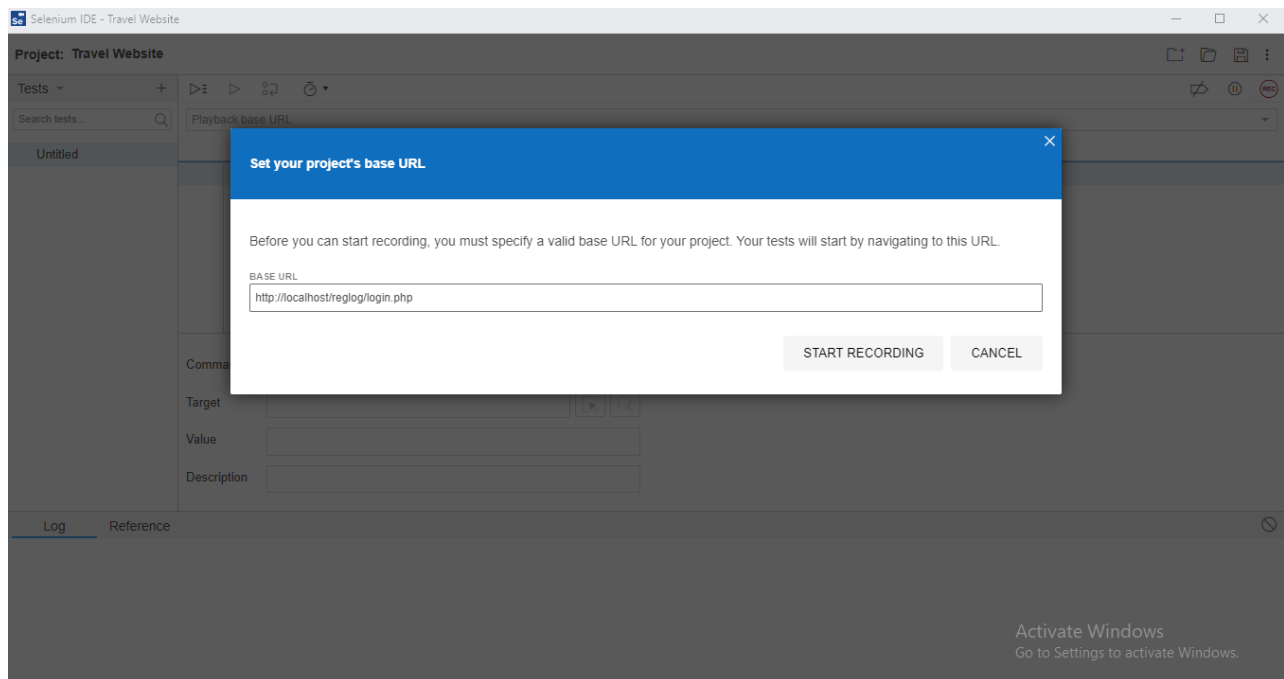 Se Selenium IDE - Travel Website
Project: Travel Website
Tests
Search tests...
Playback base URL
REC
Untitled
Set your project's base URL
Before you can start recording, you must specify a valid base URL for your project. Your tests will start by navigating to this URL.
BASE URL
http://localhost/reglog/login.php
START RECORDING CANCEL
Comma
Target
Value
Description
Log Reference
Activate Windows
Go to Settings to activate Windows.